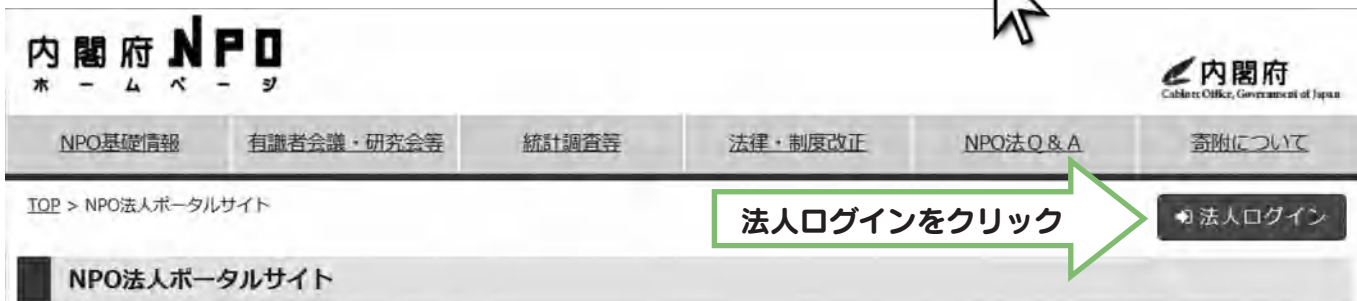 内閣府 NPO
ホームページ
内閣府
Cabinet Office, Government of Japan
NPO基礎情報 有識者会議・研究会等 統計調査等 法律・制度改正 NPO法Q&A 寄附について
TOP > NPO法人ポータルサイト
法人ログインをクリック
法人ログイン
NPO法人ポータルサイト